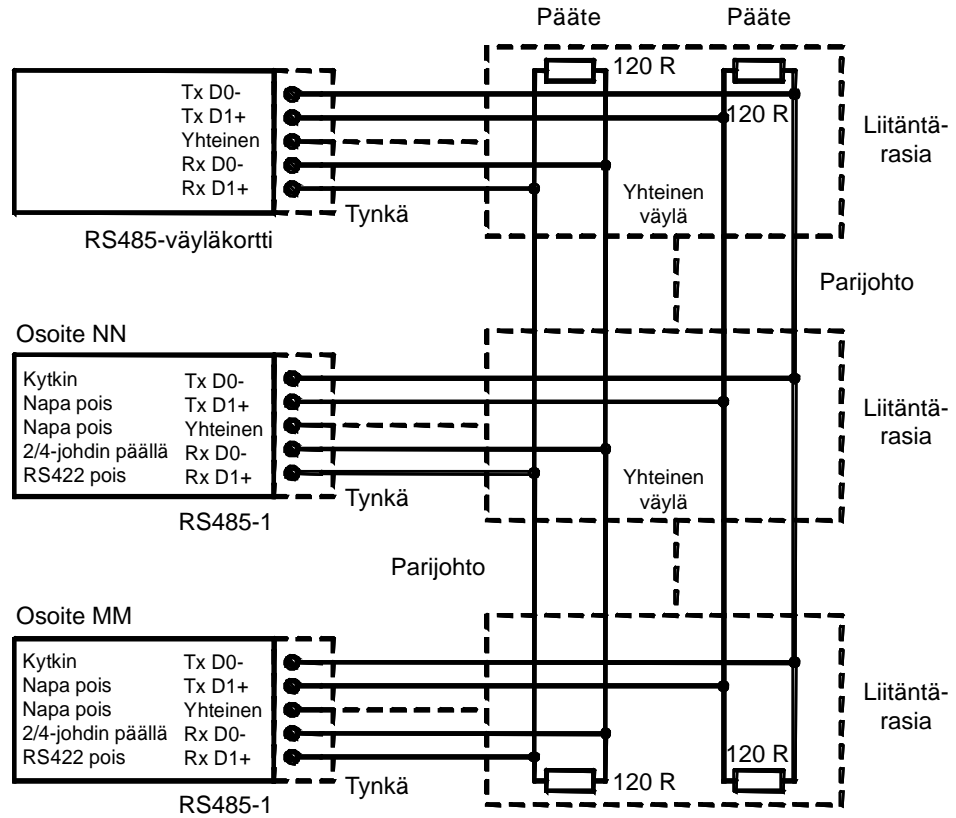 Pääte
Pääte
120 R
120 R
Tx D0-
Tx D1+
Yhteinen
Rx D0-
Rx D1+
Liitäntä-
rasia
Yhteinen
väylä
Tynkä
RS485-väyläkortti
Parijohto
Osoite NN
Kytkin Tx D0-
Napa pois Tx D1+
Napa pois Yhteinen
2/4-johdin päällä Rx D0-
RS422 pois Rx D1+
Liitäntä-
rasia
Yhteinen
väylä
Tynkä
RS485-1
Parijohto
Osoite MM
Kytkin Tx D0-
Napa pois Tx D1+
Napa pois Yhteinen
2/4-johdin päällä Rx D0-
RS422 pois Rx D1+
Liitäntä-
rasia
120 R
120 R
Tynkä
RS485-1